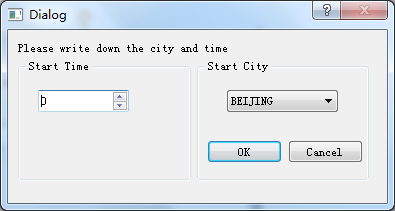 Dialog
Please write down the city and time
Start Time
Start City
0
BEIJING
OK
Cancel